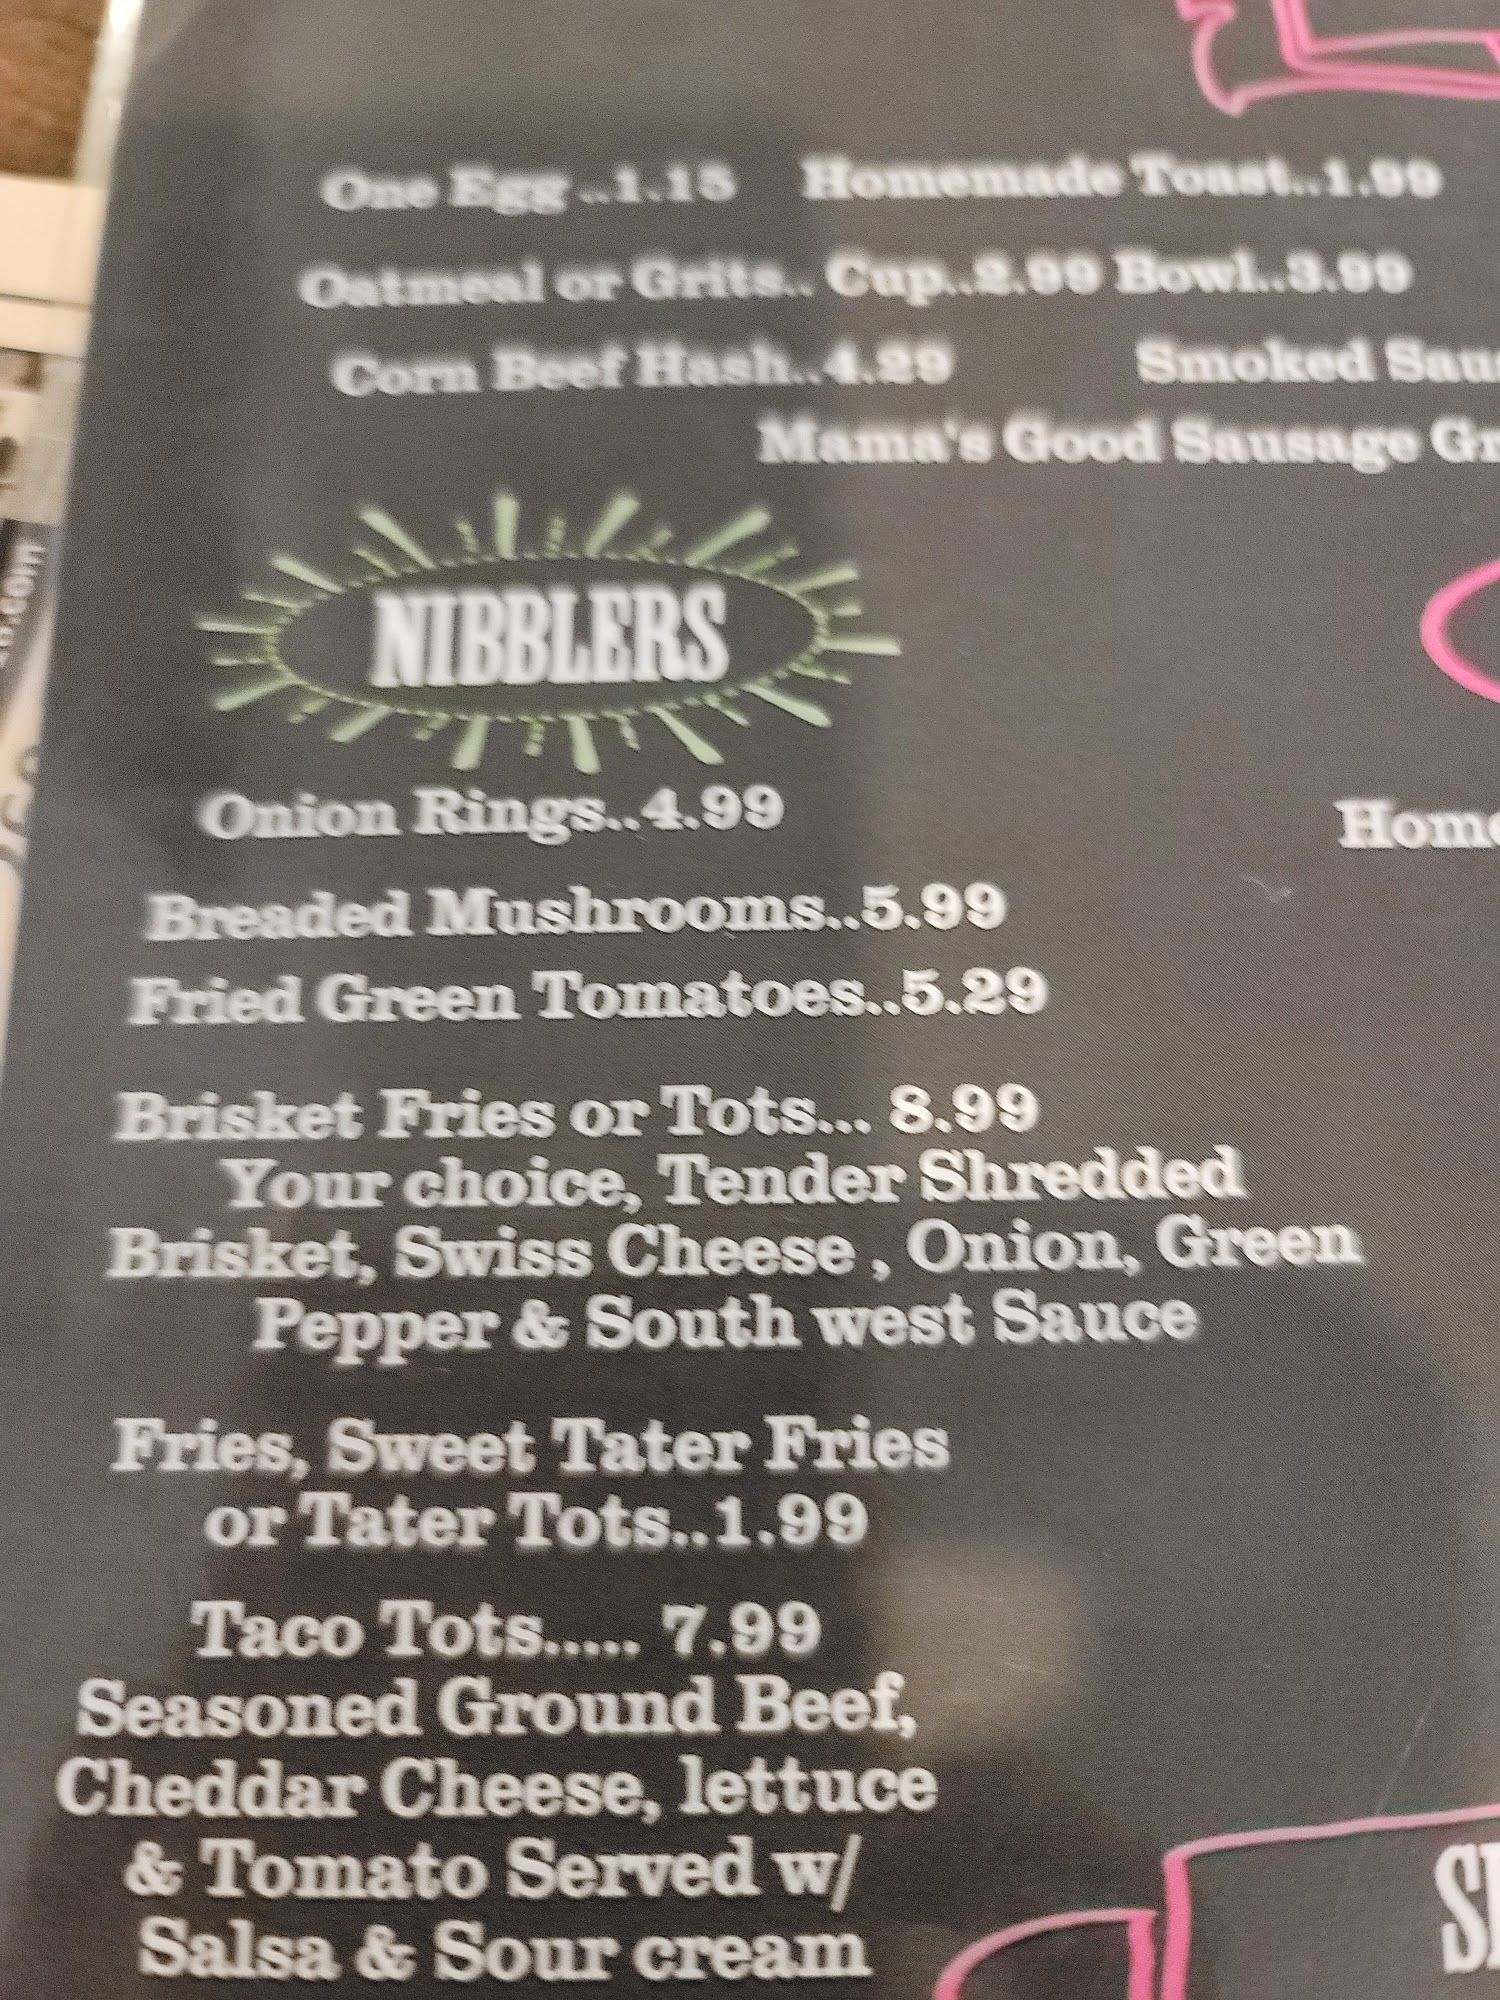 One Egg ..1.15 Homemade Toast..1.99
Oatmeal or Grits.. Cup..2.99 Bowl..3.99
Corn Beef Hash..4.29 Smoked
Mama's Good Sausage
NIBBLERS
Onion Rings..4.99
Breaded Mushrooms..5.99
Fried Green Tomatoes..5.29
Brisket Fries or Tots... 8.99
Your choice, Tender Shredded
Brisket, Swiss Cheese , Onion, Green
Pepper & South west Sauce
Fries, Sweet Tater Fries
or Tater Tots..1.99
Taco Tots..... 7.99
Seasoned Ground Beef,
Cheddar Cheese, lettuce
& Tomato Served w/
Salsa & Sour cream